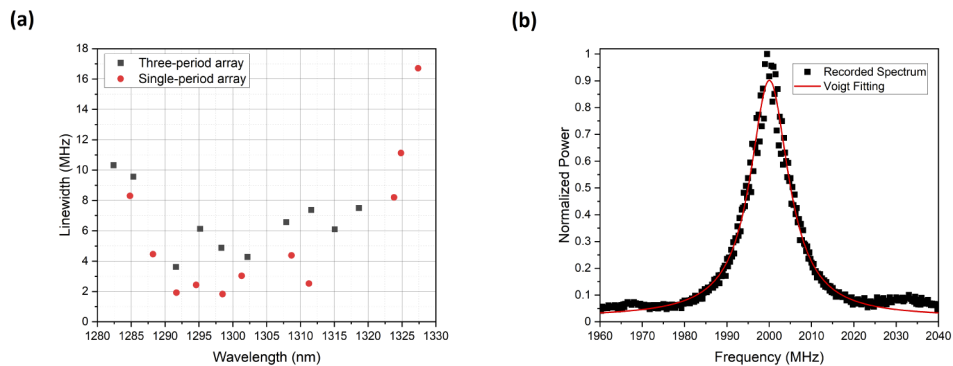 (a)
(b)
18
16
14
12
10
8
6
4
2
0
Linewidth (MHz)
Three-period array
Single-period array
1280 1285 1290 1295 1300 1305 1310 1315 1320 1325 1330
Wavelength (nm)
1
0.9
0.8
0.7
0.6
0.5
0.4
0.3
0.2
0.1
0
Normalized Power
Recorded Spectrum
Voigt Fitting
1960 1970 1980 1990 2000 2010 2020 2030 2040
Frequency (MHz)